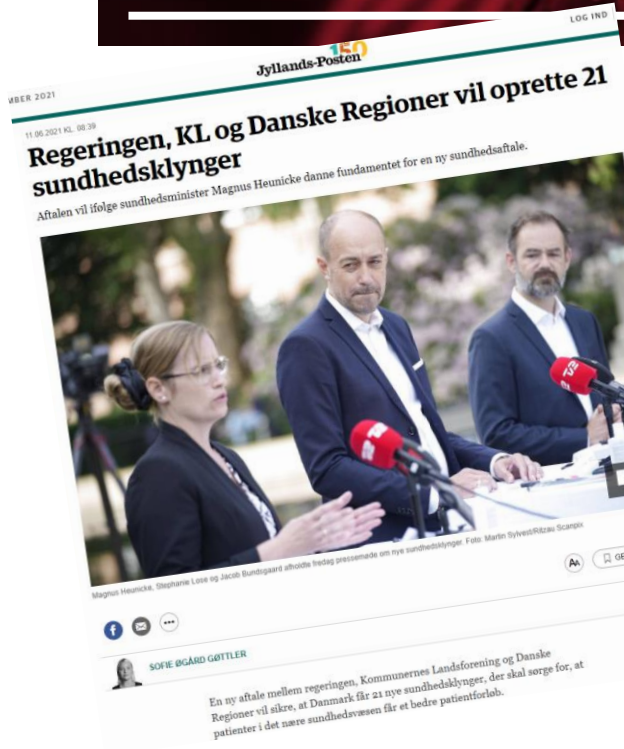 LOG IND
MBER 2021
150
Jyllands-Posten
11.06.2021 KL. 08:39
Regeringen, KL og Danske Regioner vil oprette 21
sundhedsklynger
Aftalen vil ifølge sundhedsminister Magnus Heunicke danne fundamentet for en ny sundhedsaftale.
Magnus Heunicke, Stephanie Lose og Jacob Bundsgaard afholdte fredag pressemøde om nye sundhedsklynger. Foto: Martin Sylvest/Ritzau Scanpix
AA
GE
SOFIE ØGÅRD GØTTLER
En ny aftale mellem regeringen, Kommunernes Landsforening og Danske
Regioner vil sikre, at Danmark får 21 nye sundhedsklynger, der skal sørge for, at
patienter i det nære sundhedsvæsen får et bedre patientforløb.